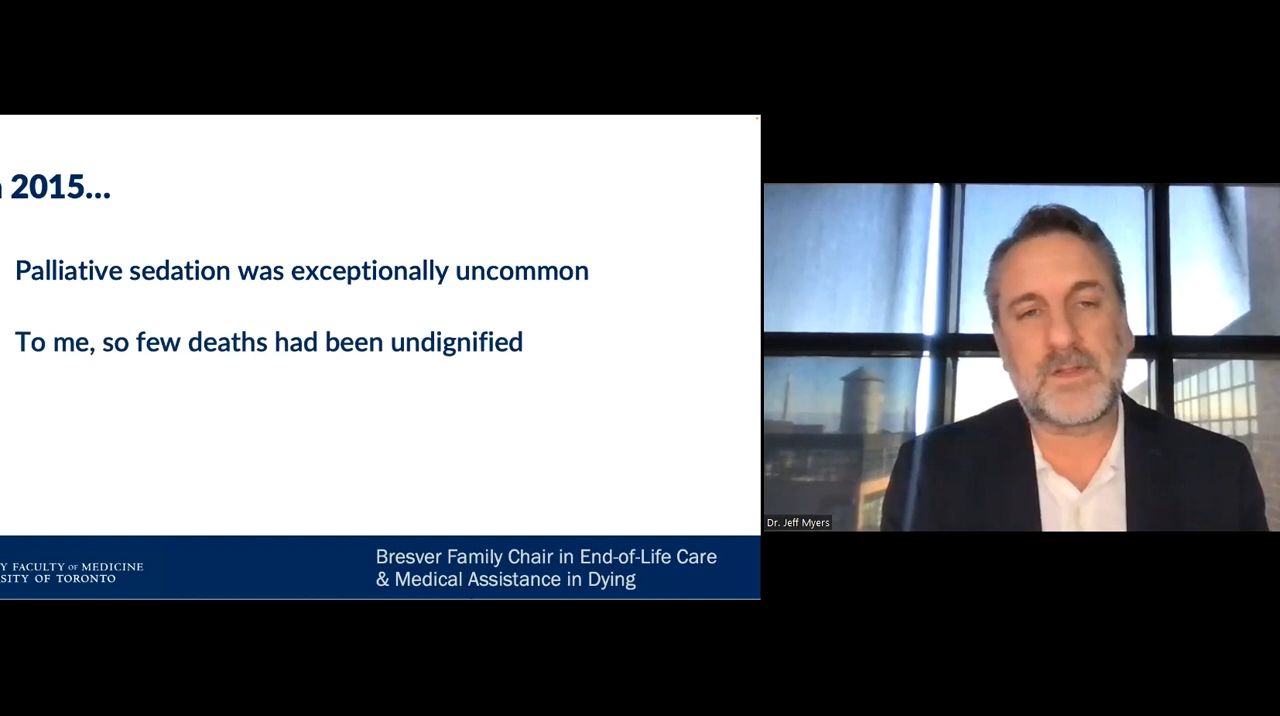 2015...
Palliative sedation was exceptionally uncommon
To me, so few deaths had been undignified
Y FACULTY OF MEDICINE
SITY OF TORONTO
Bresver Family Chair in End-of-Life Care
& Medical Assistance in Dying
Dr. Jeff Myers